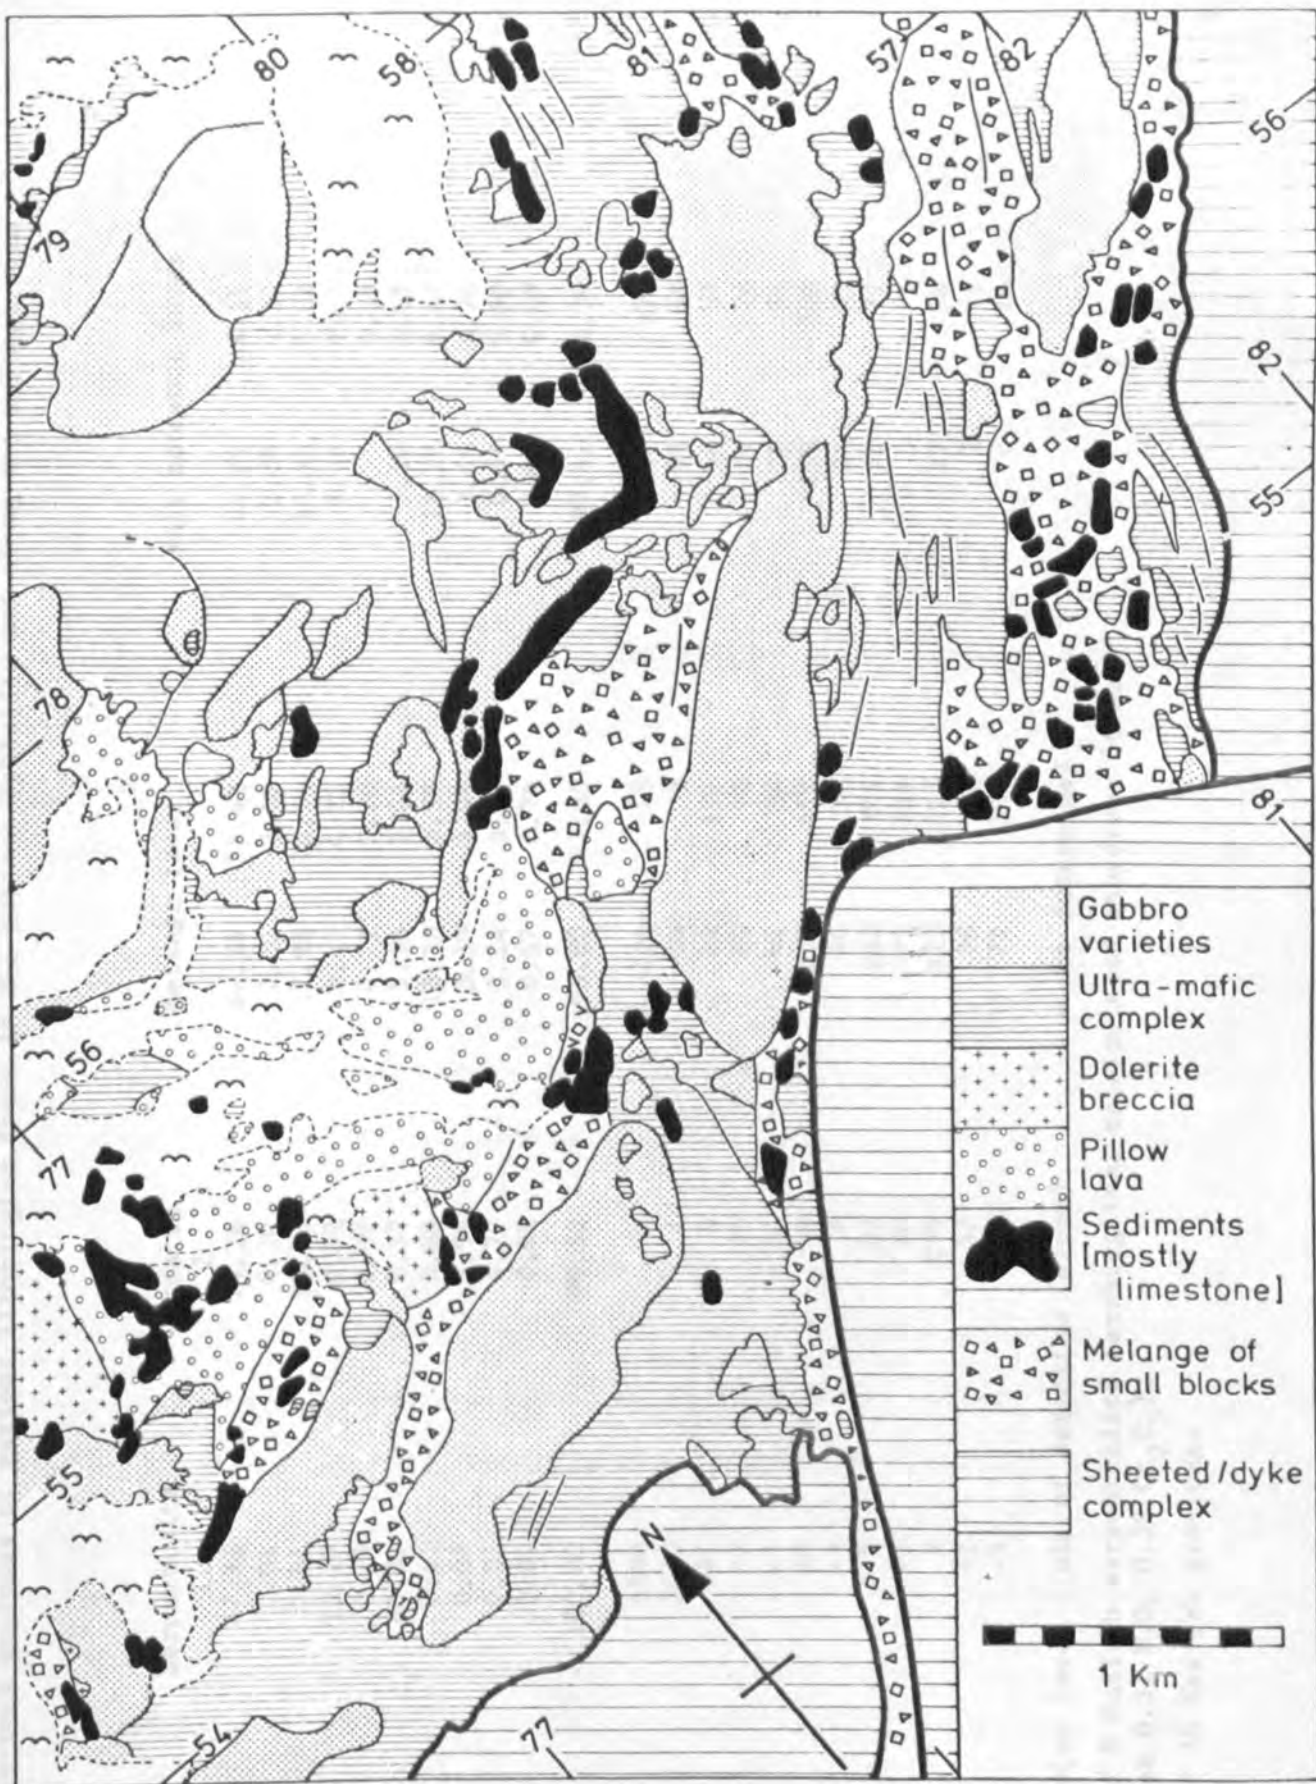 80
58
81
57
82
56
79
82
55
78
81
Gabbro
varieties
Ultra-mafic
complex
56
Dolerite
breccia
Pillow
lava
77
Sediments
[mostly
limestone]
Melange of
small blocks
55
Sheeted/dyke
complex
N
1 Km
54
77